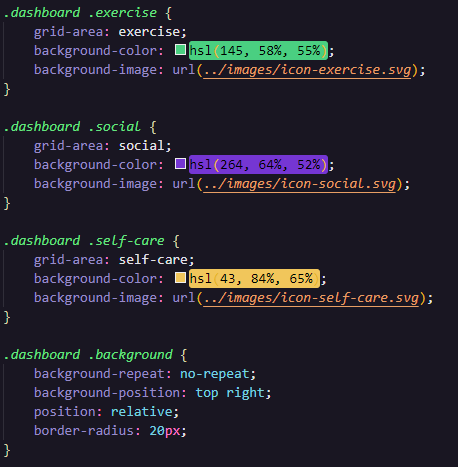 .dashboard .exercise {
    grid-area: exercise;
    background-color: hsl(145, 58%, 55%);
    background-image: url(../images/icon-exercise.svg);
}

.dashboard .social {
    grid-area: social;
    background-color: hsl(264, 64%, 52%);
    background-image: url(../images/icon-social.svg);
}

.dashboard .self-care {
    grid-area: self-care;
    background-color: hsl(43, 84%, 65%);
    background-image: url(../images/icon-self-care.svg);
}

.dashboard .background {
    background-repeat: no-repeat;
    background-position: top right;
    position: relative;
    border-radius: 20px;
}